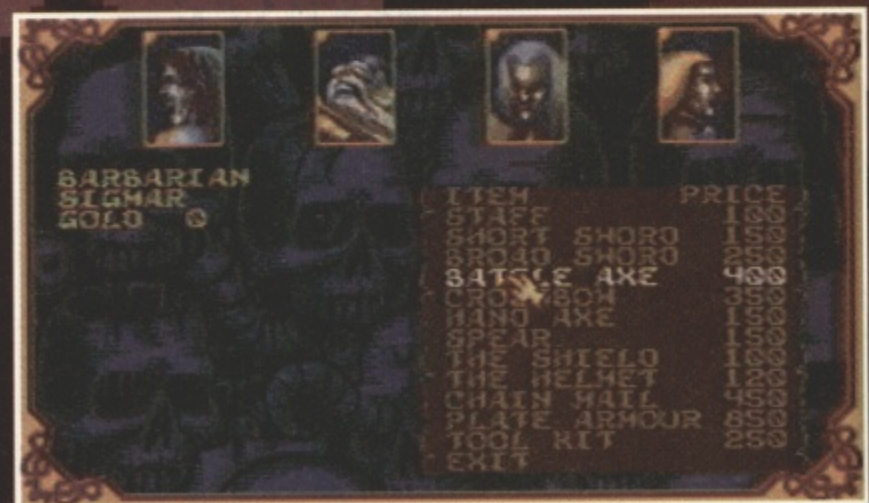 BARBARIAN
SIGMAR
GOLD 0
ITEM PRICE
STAFF 100
SHORT SWORD 150
BROAD SWORD 250
BATTLE AXE 400
CROSSBOW 350
HAND AXE 150
SPEAR 150
THE SHIELD 100
THE HELMET 120
CHAIN MAIL 450
PLATE ARMOUR 850
TOOL KIT 250
EXIT